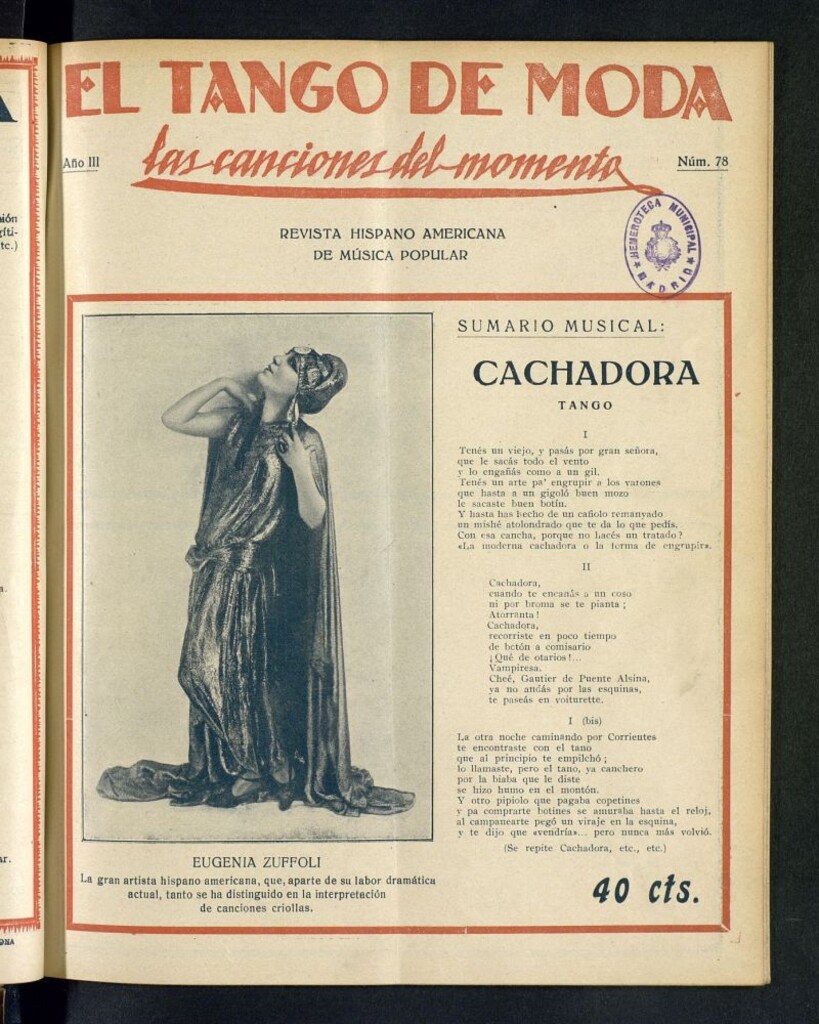 EL TANGO DE MODA
las canciones del momento
Año III
Núm. 78
REVISTA HISPANO AMERICANA
DE MÚSICA POPULAR
HEMEROTECA MUNICIPAL
MADRID
SUMARIO MUSICAL:
CACHADORA
TANGO
I
Tenés un viejo, y pasás por gran señora,
que le sacás todo el vento
y lo engañás como a un gil.
Tenés un arte pa' engrupir a los varones
que hasta a un gigoló buen mozo
le sacaste buen botín.
Y hasta has hecho de un cafiolo remanyado
un mishé atolondrado que te da lo que pedís.
Con esa cancha, porque no hacés un tratado?
«La moderna cachadora o la forma de engrupir».
II
Cachadora,
cuando te encanás a un coso
ni por broma se te pianta;
Atorranta!
Cachadora,
recorriste en poco tiempo
de botón a comisario
¡Qué de otarios!...
Vampiresa.
Cheé, Gautier de Puente Alsina,
ya no andás por las esquinas,
te paseás en voiturette.
I (bis)
La otra noche caminando por Corrientes
te encontraste con el tano
que al principio te empilchó;
lo llamaste, pero el tano, ya canchero
por la biaba que le diste
se hizo humo en el montón.
Y otro pipiolo que pagaba copetines
y pa comprarte botines se amuraba hasta el reloj,
al campanearte pegó un viraje en la esquina,
y te dijo que «vendría»... pero nunca más volvió.
(Se repite Cachadora, etc., etc.)
40 cts.
EUGENIA ZUFFOLI
La gran artista hispano americana, que, aparte de su labor dramática
actual, tanto se ha distinguido en la interpretación
de canciones criollas.